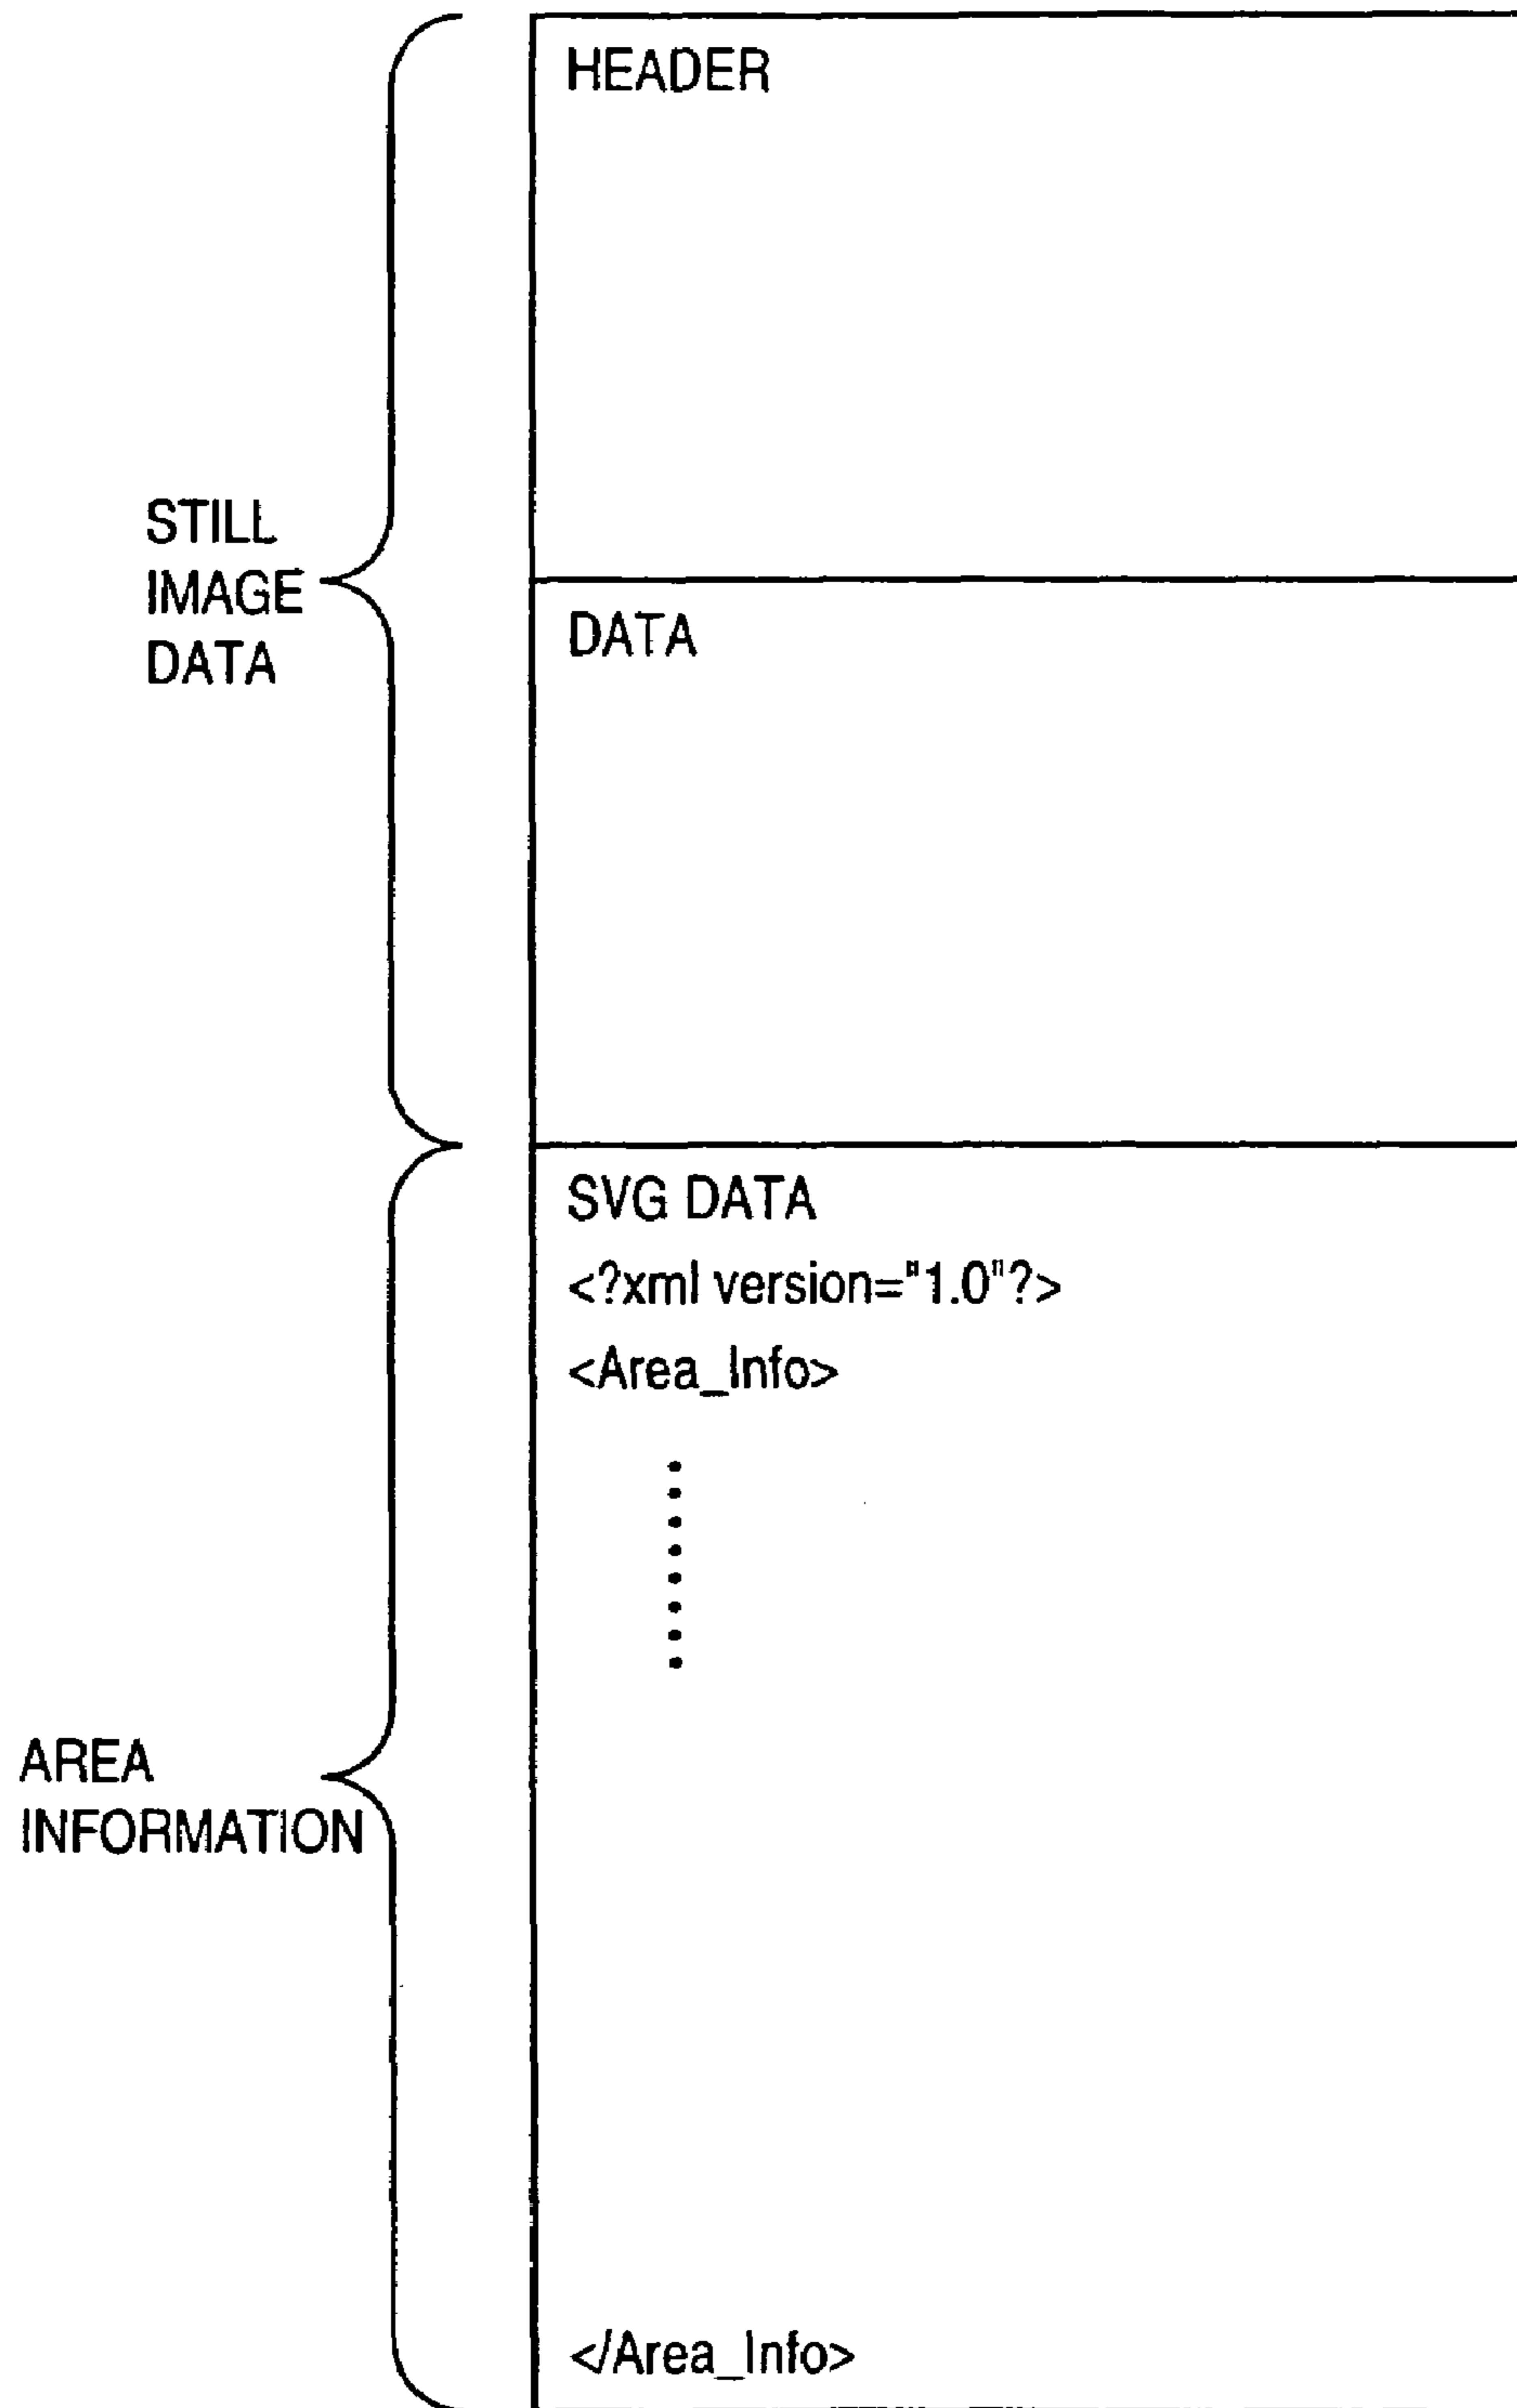 HEADER
STILL
IMAGE
DATA
DATA
SVG DATA
<?xml version="1.0"?>
<Area_Info>
AREA
INFORMATION
</Area_Info>